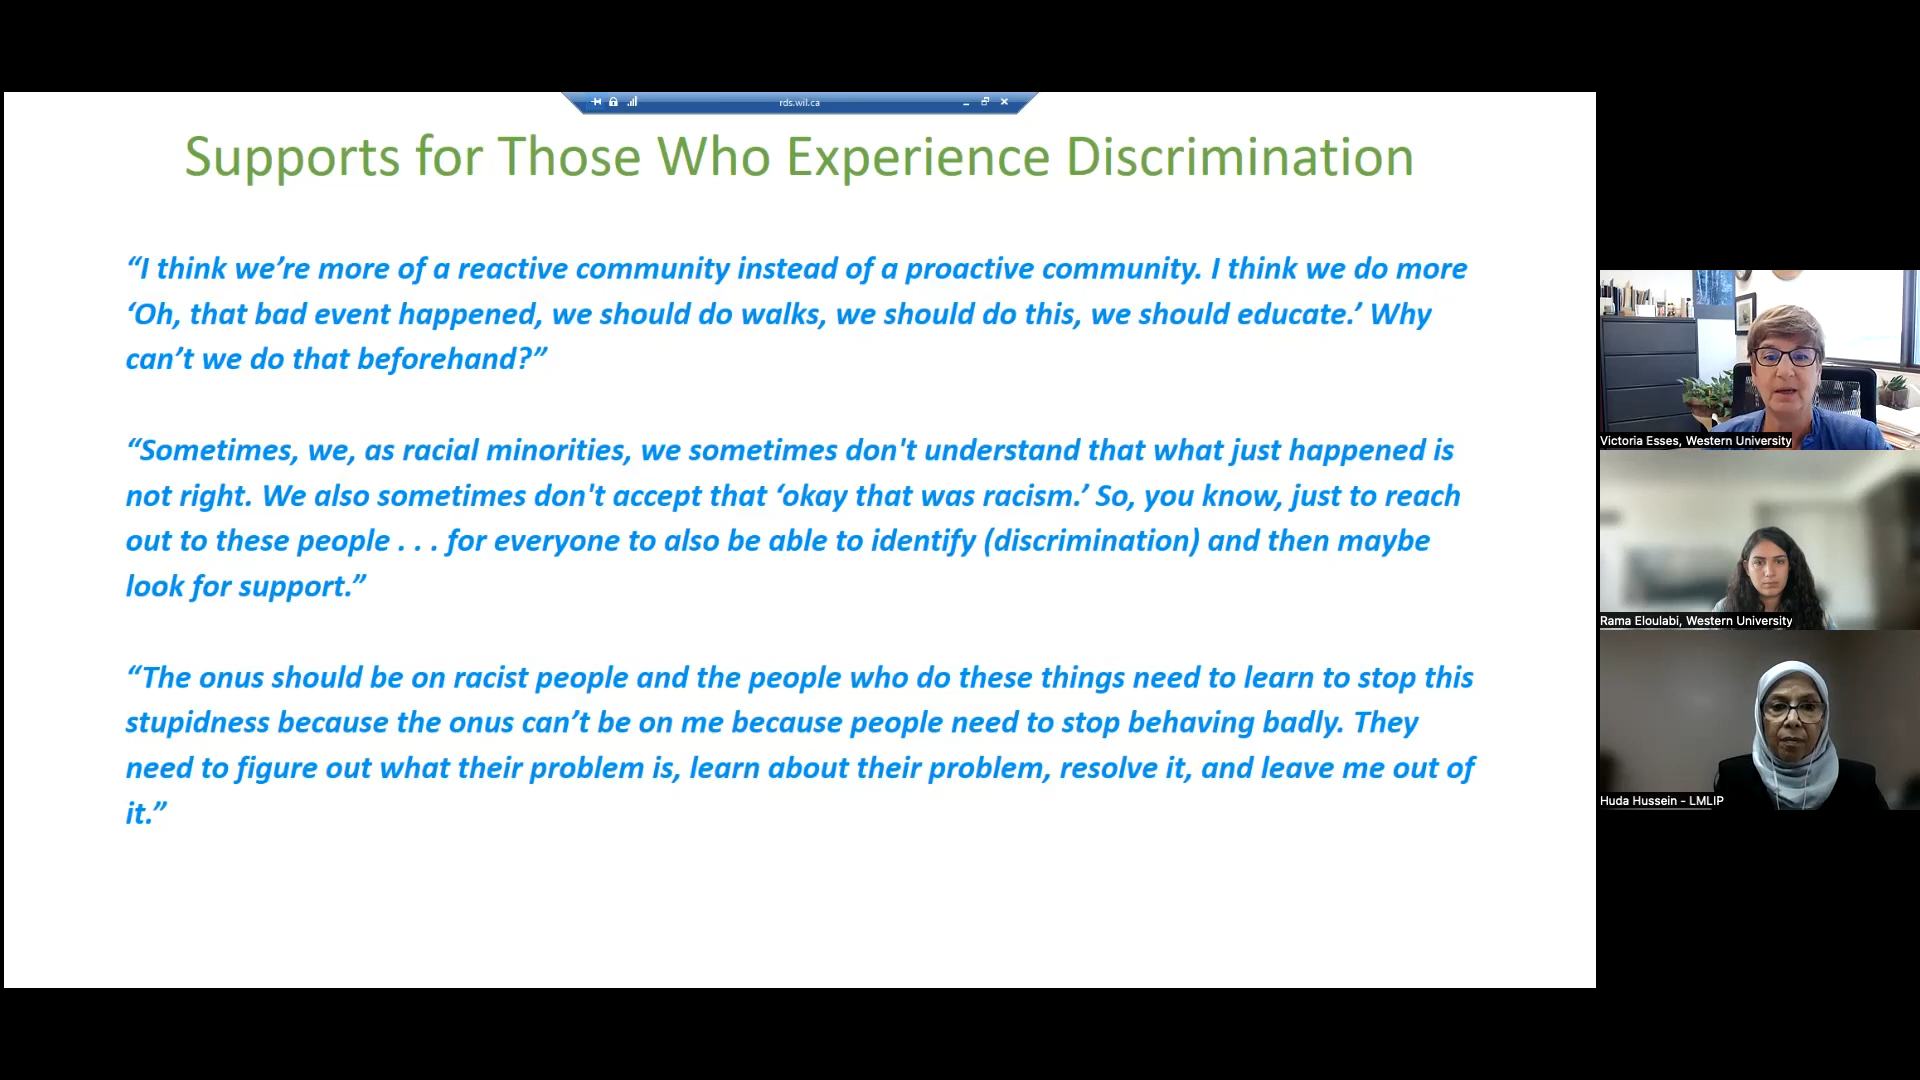 rds.wil.ca
Supports for Those Who Experience Discrimination
“I think we’re more of a reactive community instead of a proactive community. I think we do more
‘Oh, that bad event happened, we should do walks, we should do this, we should educate.’ Why
can’t we do that beforehand?”
“Sometimes, we, as racial minorities, we sometimes don't understand that what just happened is
not right. We also sometimes don't accept that ‘okay that was racism.’ So, you know, just to reach
out to these people . . . for everyone to also be able to identify (discrimination) and then maybe
look for support.”
“The onus should be on racist people and the people who do these things need to learn to stop this
stupidness because the onus can’t be on me because people need to stop behaving badly. They
need to figure out what their problem is, learn about their problem, resolve it, and leave me out of
it.”
Victoria Esses, Western University
Rama Eloulabi, Western University
Huda Hussein - LMLIP